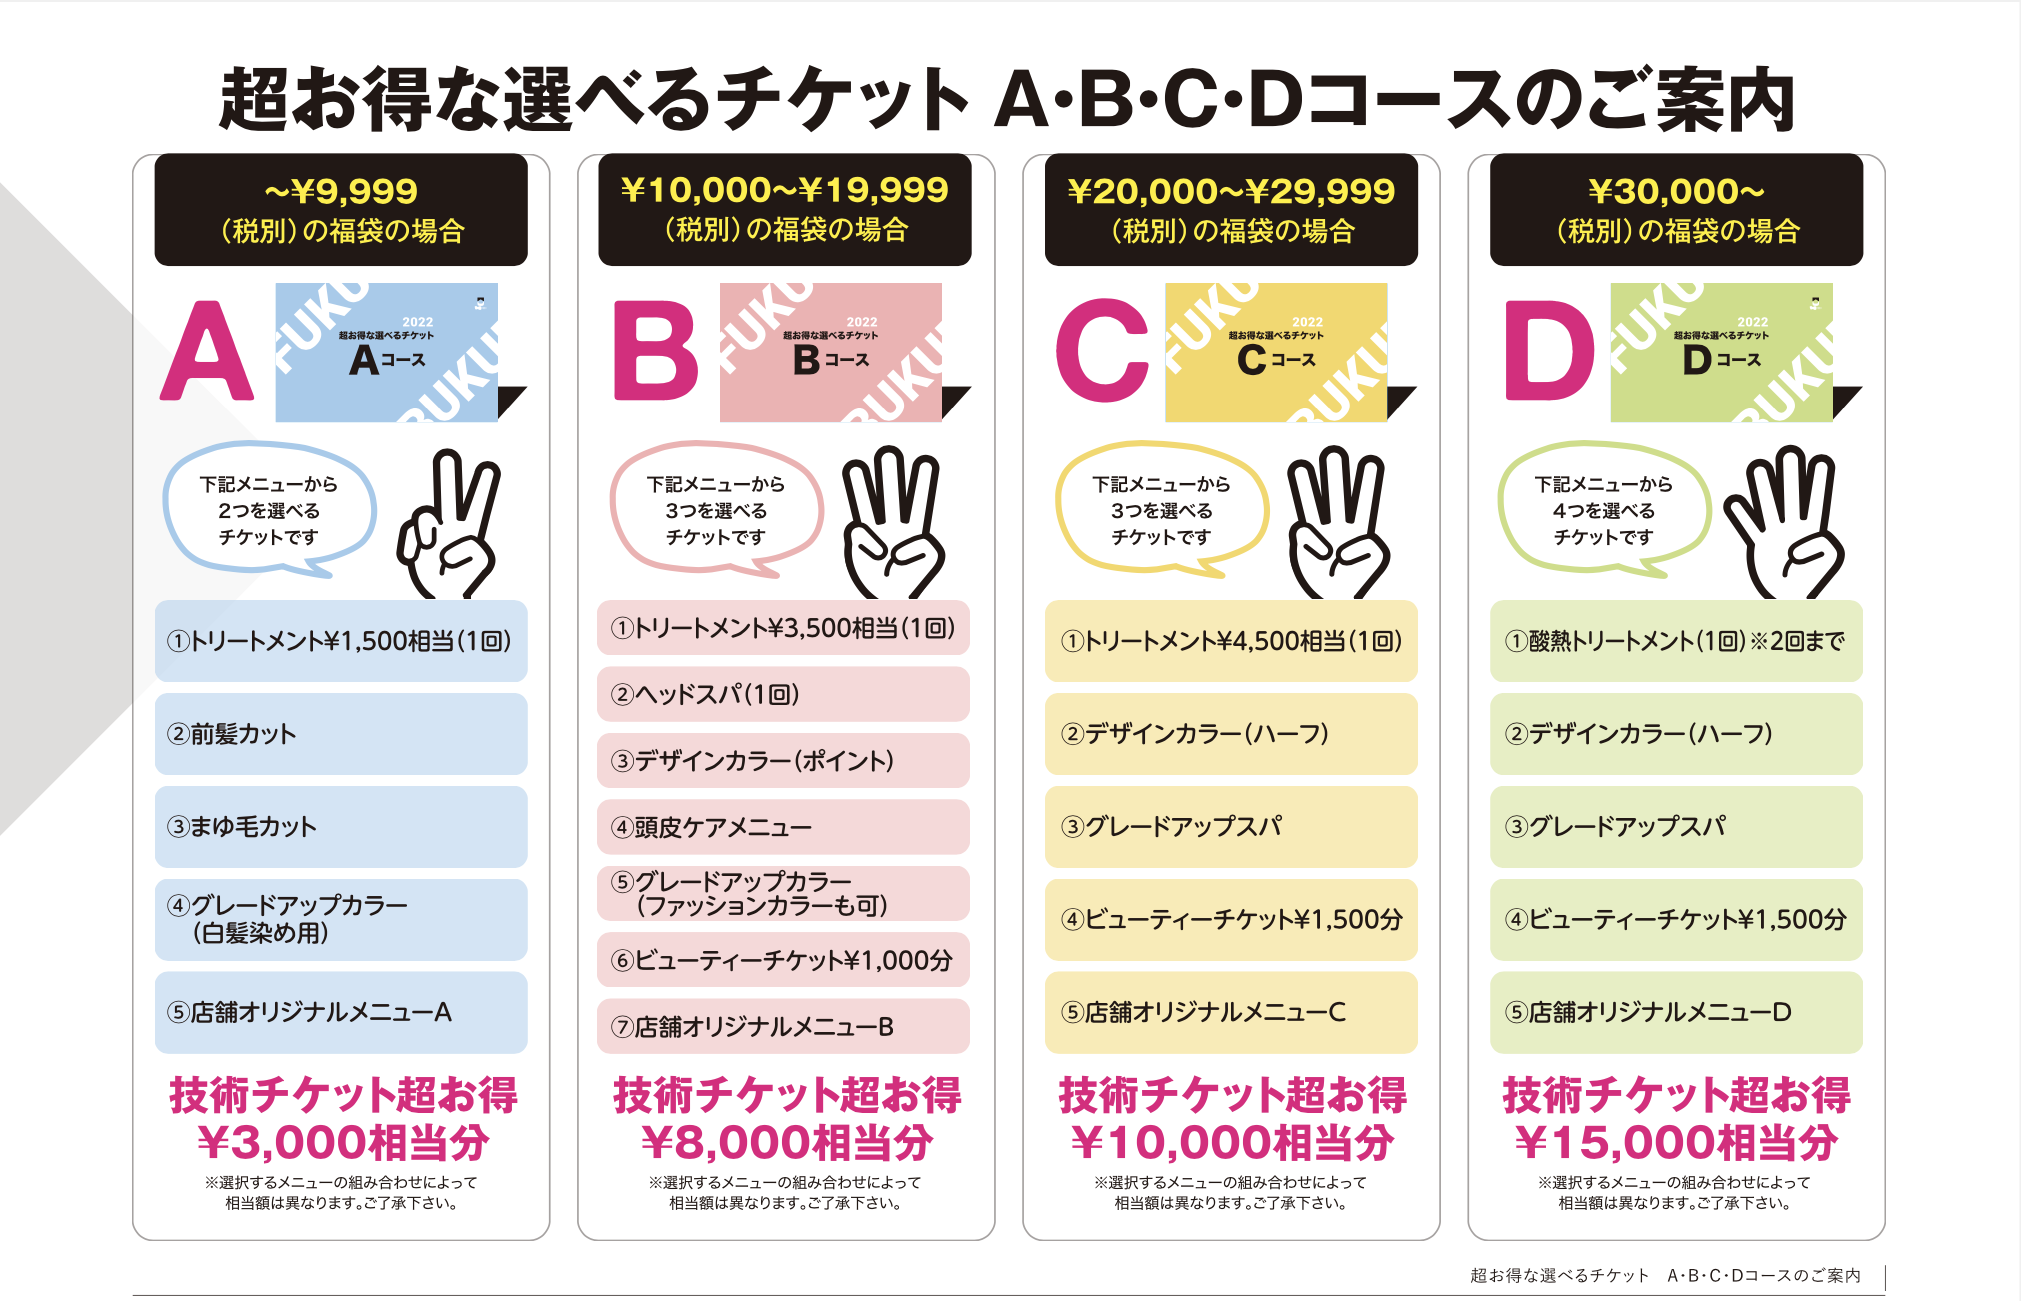 超お得な選べるチケット A・B・C・Dコースのご案内
～¥9,999
（税別）の福袋の場合
A
FUKU
2022
超お得な選べるチケット
Aコース
BUKU
下記メニューから
2つを選べる
チケットです
①トリートメント¥1,500相当(1回)
②前髪カット
③まゆ毛カット
④グレードアップカラー
(白髪染め用)
⑤店舗オリジナルメニューA
技術チケット超お得
¥3,000相当分
※選択するメニューの組み合わせによって
相当額は異なります。ご了承下さい。
¥10,000～¥19,999
（税別）の福袋の場合
B
FUKU
2022
超お得な選べるチケット
Bコース
BUKU
下記メニューから
3つを選べる
チケットです
①トリートメント¥3,500相当(1回)
②ヘッドスパ(1回)
③デザインカラー(ポイント)
④頭皮ケアメニュー
⑤グレードアップカラー
(ファッションカラーも可)
⑥ビューティーチケット¥1,000分
⑦店舗オリジナルメニューB
技術チケット超お得
¥8,000相当分
※選択するメニューの組み合わせによって
相当額は異なります。ご了承下さい。
¥20,000～¥29,999
（税別）の福袋の場合
C
FUKU
2022
超お得な選べるチケット
Cコース
BUKU
下記メニューから
3つを選べる
チケットです
①トリートメント¥4,500相当(1回)
②デザインカラー(ハーフ)
③グレードアップスパ
④ビューティーチケット¥1,500分
⑤店舗オリジナルメニューC
技術チケット超お得
¥10,000相当分
※選択するメニューの組み合わせによって
相当額は異なります。ご了承下さい。
¥30,000～
（税別）の福袋の場合
D
FUKU
2022
超お得な選べるチケット
Dコース
BUKU
下記メニューから
4つを選べる
チケットです
①酸熱トリートメント(1回)※2回まで
②デザインカラー(ハーフ)
③グレードアップスパ
④ビューティーチケット¥1,500分
⑤店舗オリジナルメニューD
技術チケット超お得
¥15,000相当分
※選択するメニューの組み合わせによって
相当額は異なります。ご了承下さい。
超お得な選べるチケット　A・B・C・Dコースのご案内